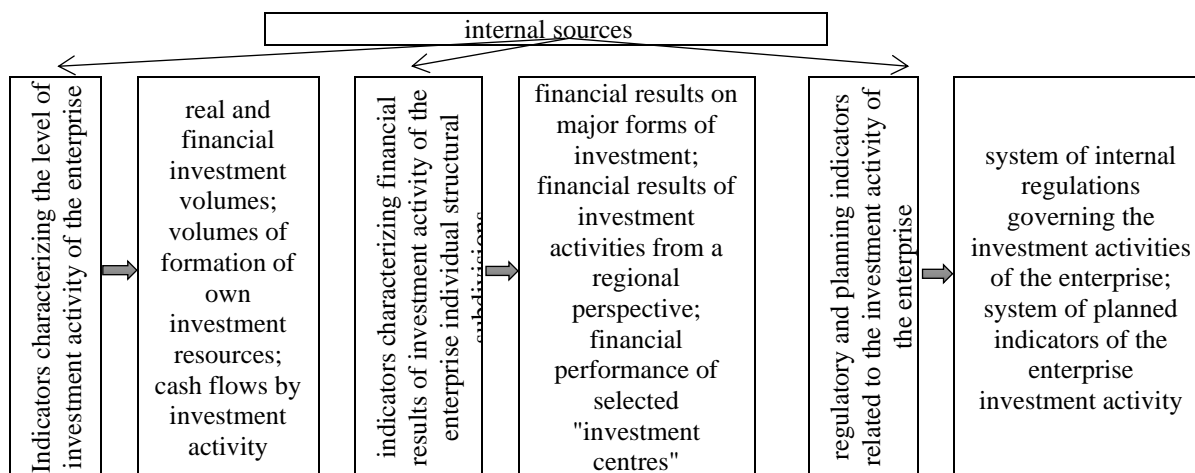 internal sources
Indicators characterizing the level of
investment activity of the enterprise
real and
financial
investment
volumes;
volumes of
formation of
own
investment
resources;
cash flows by
investment
activity
indicators characterizing financial
results of investment activity of the
enterprise individual structural
subdivisions
financial results on
major forms of
investment;
financial results of
investment
activities from a
regional
perspective;
financial
performance of
selected
"investment
centres"
regulatory and planning indicators
related to the investment activity of
the enterprise
system of internal
regulations
governing the
investment activities
of the enterprise;
system of planned
indicators of the
enterprise
investment activity